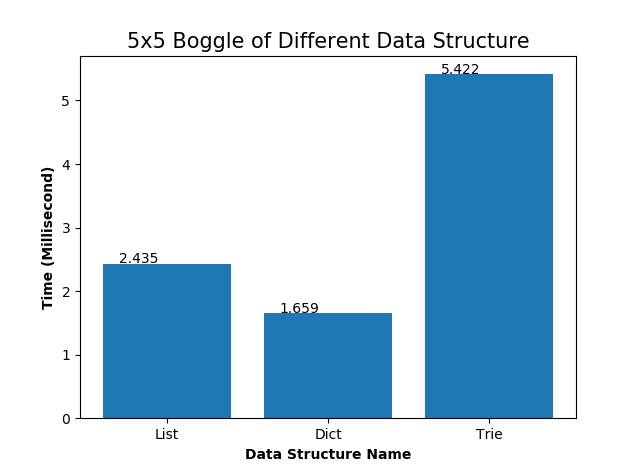 5x5 Boggle of Different Data Structure
5.422
2.435
1.659
5
4
3
2
1
0
Time (Millisecond)
List Dict Trie
Data Structure Name